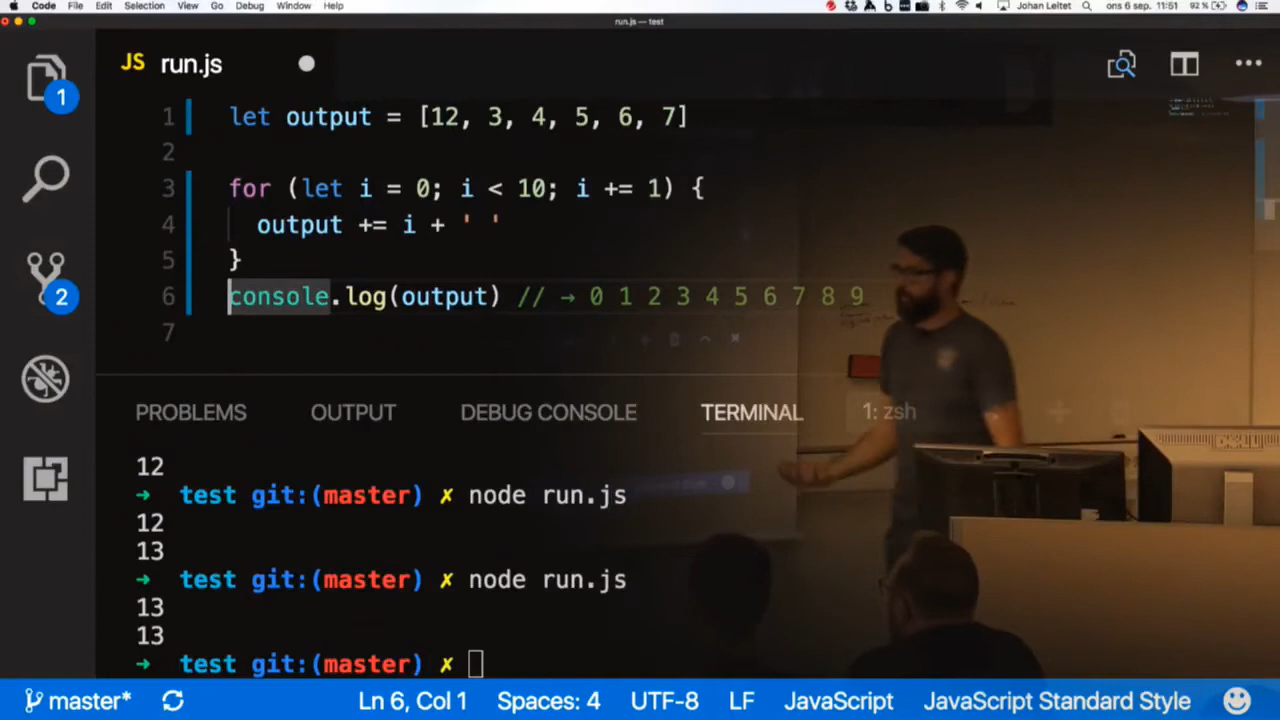 Code File Edit Selection View Go Debug Window Help Johan Leitet ons 6 sep. 11:51 92 %
run.js — test
JS run.js
1 let output = [12, 3, 4, 5, 6, 7]
2
3 for (let i = 0; i < 10; i += 1) {
4 output += i + ' '
5 }
6 console.log(output) // → 0 1 2 3 4 5 6 7 8 9
7
1
2
PROBLEMS OUTPUT DEBUG CONSOLE TERMINAL 1: zsh
12
➜ test git:(master) ✗ node run.js
12
13
➜ test git:(master) ✗ node run.js
13
13
➜ test git:(master) ✗
DELL
master* Ln 6, Col 1 Spaces: 4 UTF-8 LF JavaScript JavaScript Standard Style